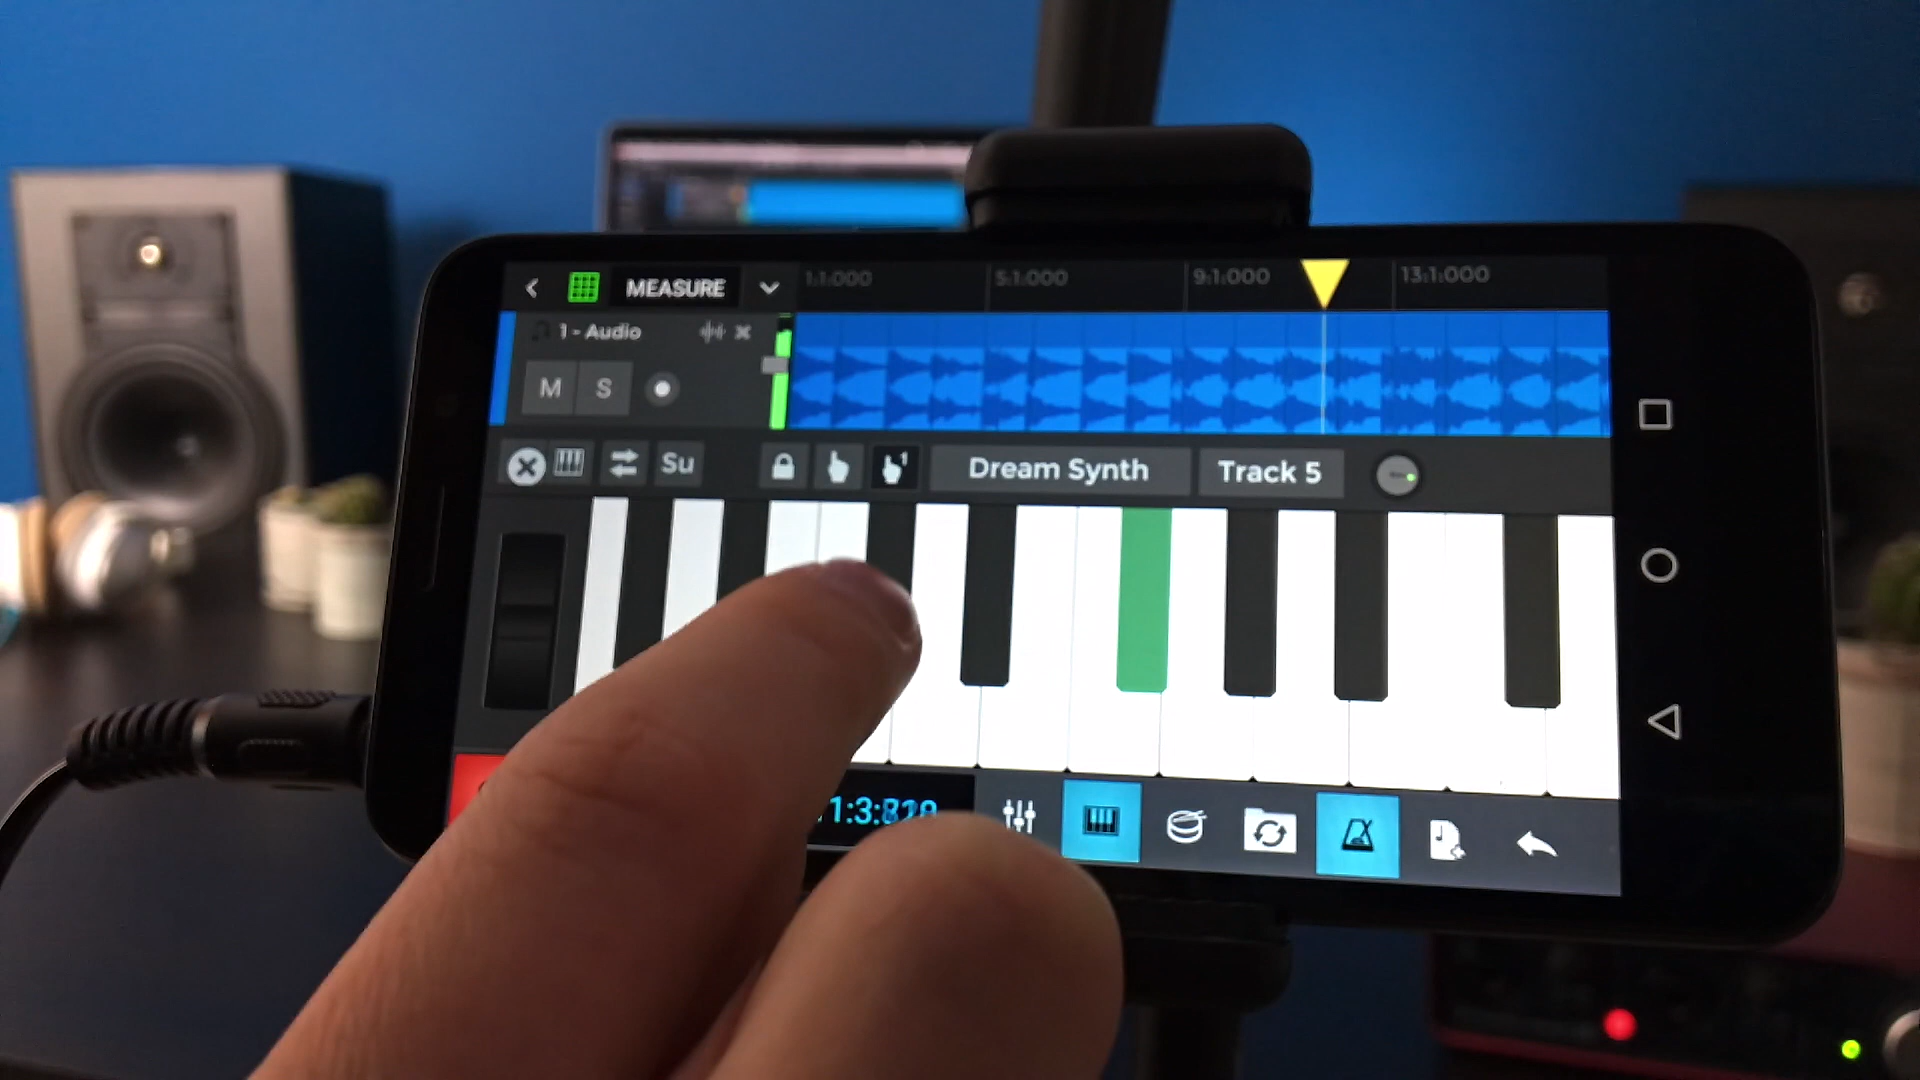 MEASURE
1:1:000
5:1:000
9:1:000
13:1:000
1 - Audio
M S
Su
1
Dream Synth
Track 5